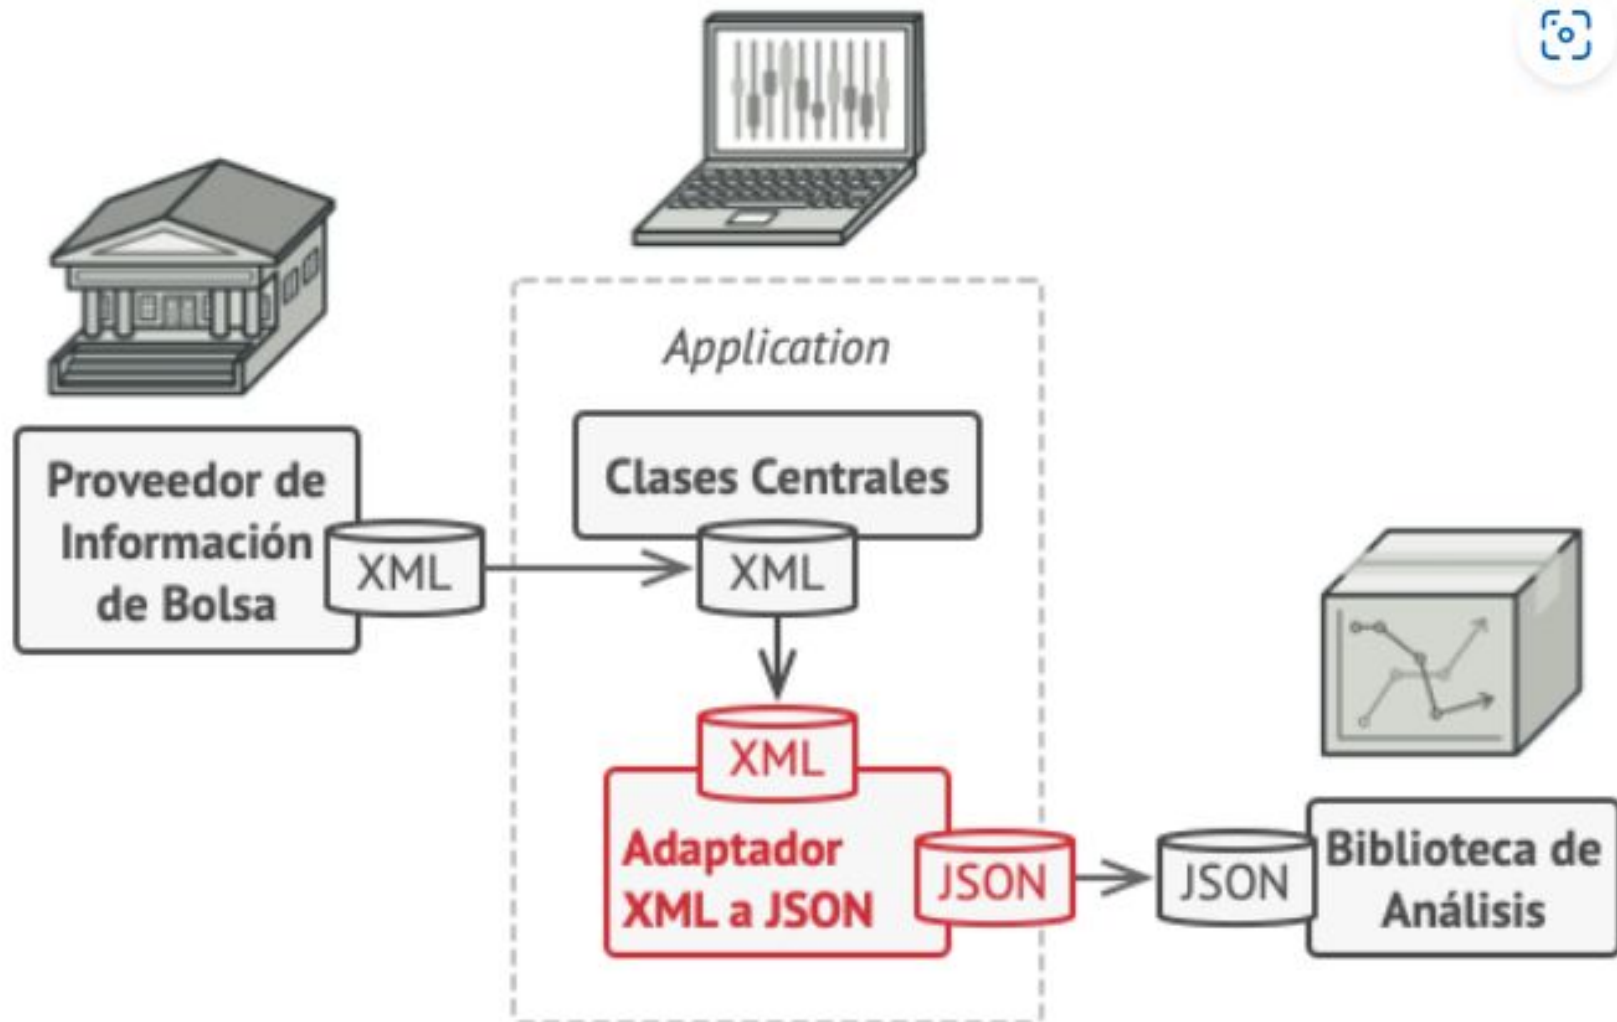 Application
Proveedor de
Información
de Bolsa
XML
Clases Centrales
XML
XML
Adaptador
XML a JSON
JSON
JSON
Biblioteca de
Análisis